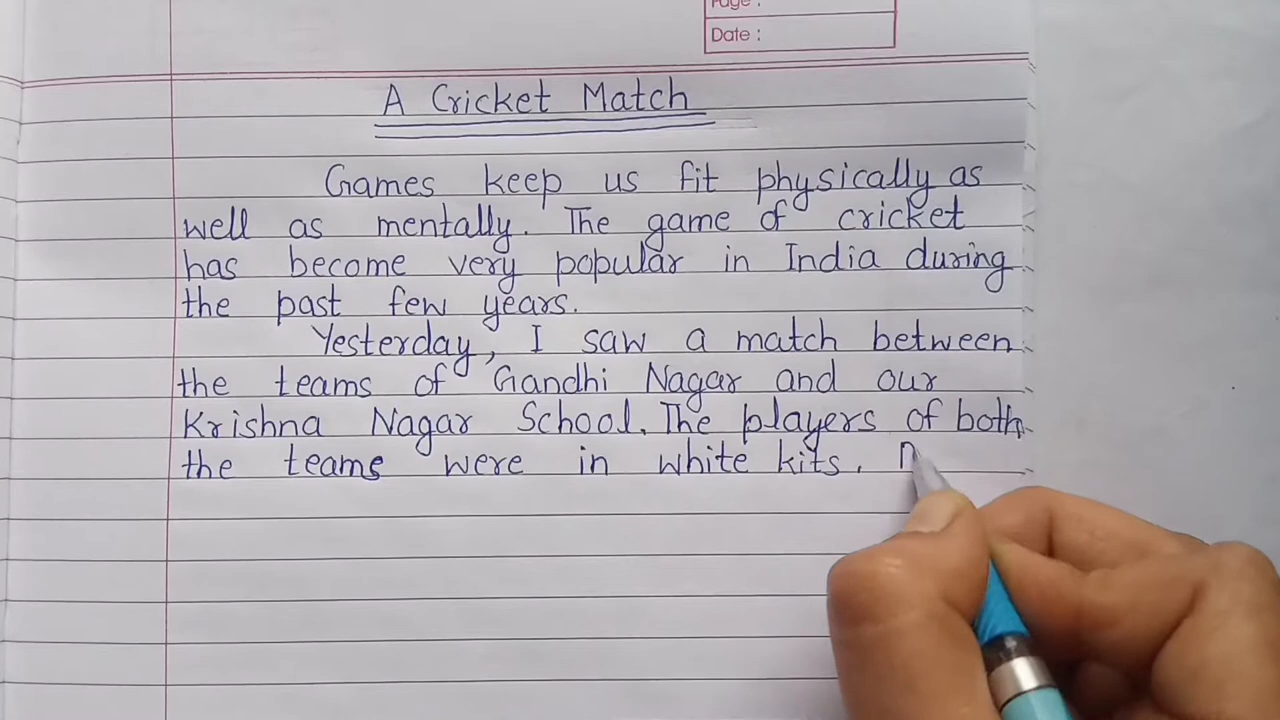 Page :
Date :
A Cricket Match
Games keep us fit physically as
well as mentally. The game of cricket
has become very popular in India during
the past few years.
Yesterday, I saw a match between
the teams of Gandhi Nagar and our
Krishna Nagar School. The players of both
the teams were in white kits.